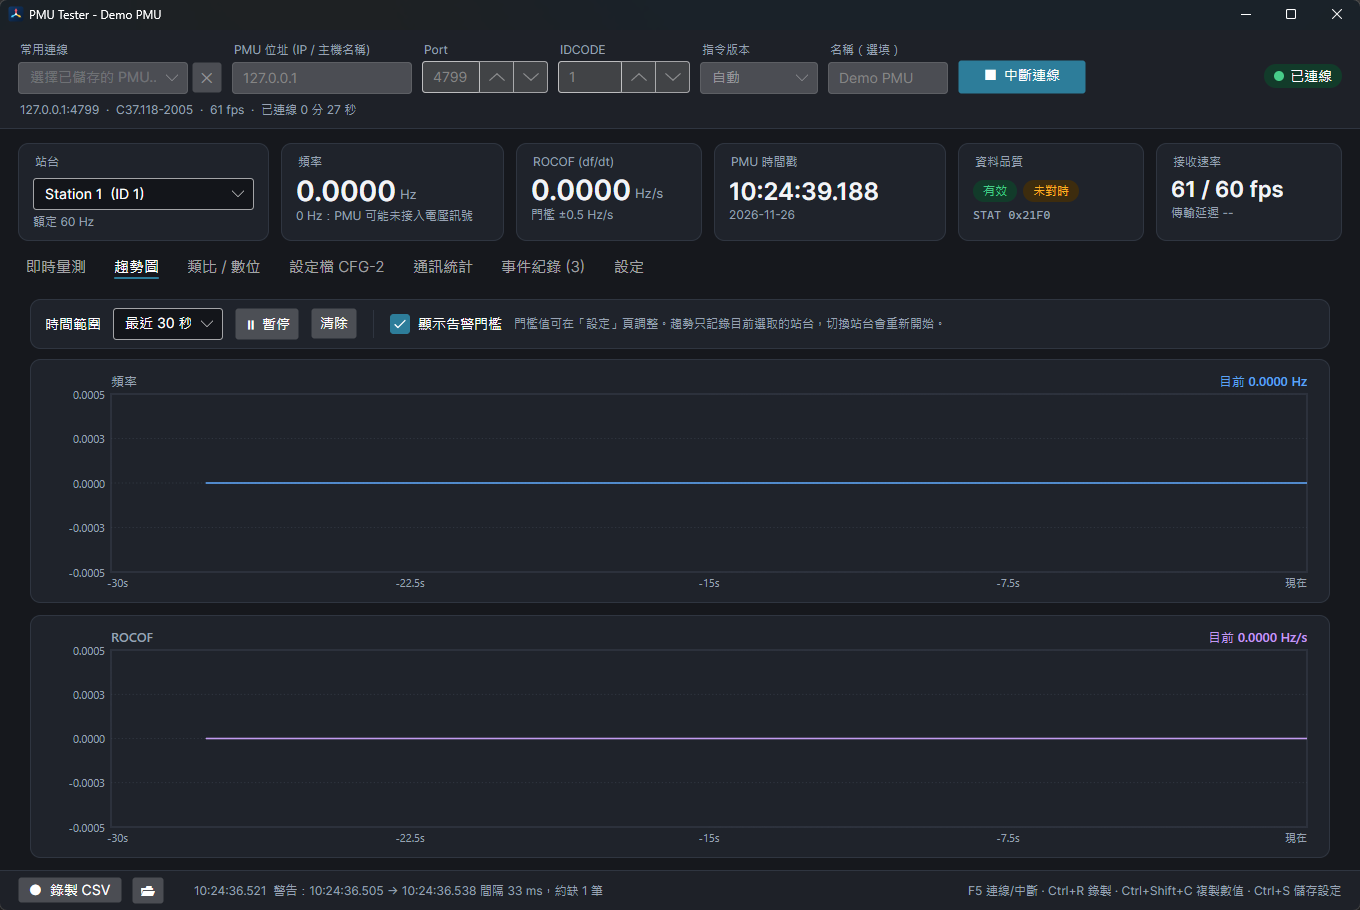 PMU Tester - Demo PMU
常用連線
PMU 位址 (IP / 主機名稱)
Port
IDCODE
指令版本
名稱（選填）
選擇已儲存的 PMU..
127.0.0.1
4799
1
自動
Demo PMU
中斷連線
已連線
127.0.0.1:4799 · C37.118-2005 · 61 fps · 已連線 0 分 27 秒
站台
Station 1 (ID 1)
額定 60 Hz
頻率
0.0000 Hz
0 Hz：PMU 可能未接入電壓訊號
ROCOF (df/dt)
0.0000 Hz/s
門檻 ±0.5 Hz/s
PMU 時間戳
10:24:39.188
2026-11-26
資料品質
有效
未對時
STAT 0x21F0
接收速率
61 / 60 fps
傳輸延遲 --
即時量測
趨勢圖
類比 / 數位
設定檔 CFG-2
通訊統計
事件紀錄 (3)
設定
時間範圍
最近 30 秒
暫停
清除
顯示告警門檻
門檻值可在「設定」頁調整。趨勢只記錄目前選取的站台，切換站台會重新開始。
頻率
目前 0.0000 Hz
0.0005
0.0003
0.0000
-0.0003
-0.0005
-30s
-22.5s
-15s
-7.5s
現在
ROCOF
目前 0.0000 Hz/s
0.0005
0.0003
0.0000
-0.0003
-0.0005
-30s
-22.5s
-15s
-7.5s
現在
錄製 CSV
10:24:36.521 警告：10:24:36.505 → 10:24:36.538 間隔 33 ms，約缺 1 筆
F5 連線/中斷 · Ctrl+R 錄製 · Ctrl+Shift+C 複製數值 · Ctrl+S 儲存設定